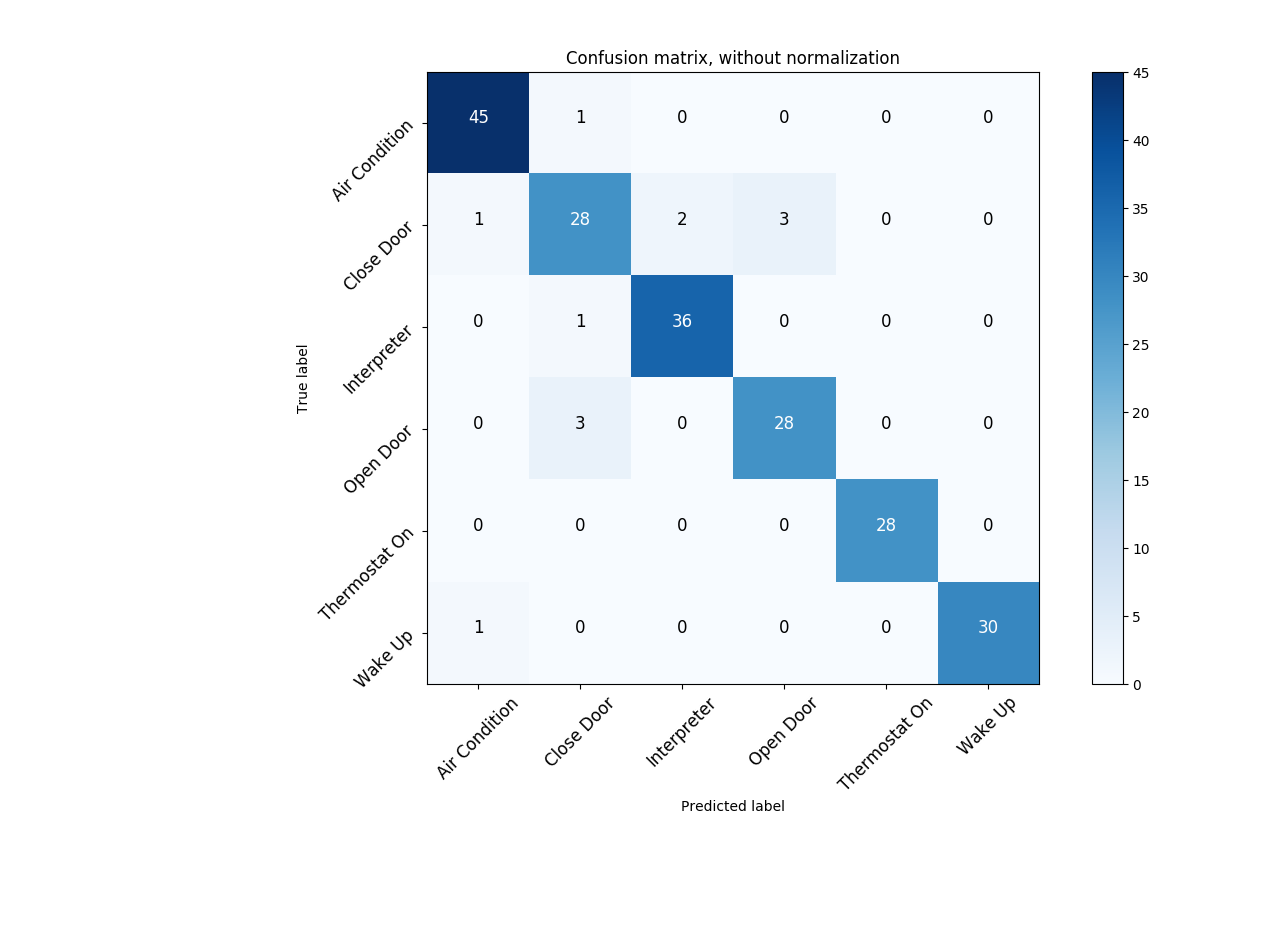 Confusion matrix, without normalization
Air Condition 45 1 0 0 0 0
Close Door 1 28 2 3 0 0
Interpreter 0 1 36 0 0 0
Open Door 0 3 0 28 0 0
Thermostat On 0 0 0 0 28 0
Wake Up 1 0 0 0 0 30
True label
Air Condition Close Door Interpreter Open Door Thermostat On Wake Up
Predicted label
45
40
35
30
25
20
15
10
5
0